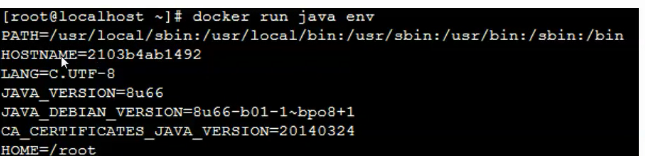 [root@localhost ~]# docker run java env
PATH=/usr/local/sbin:/usr/local/bin:/usr/sbin:/usr/bin:/sbin:/bin
HOSTNAME=2103b4ab1492
LANG=C.UTF-8
JAVA_VERSION=8u66
JAVA_DEBIAN_VERSION=8u66-b01-1~bpo8+1
CA_CERTIFICATES_JAVA_VERSION=20140324
HOME=/root